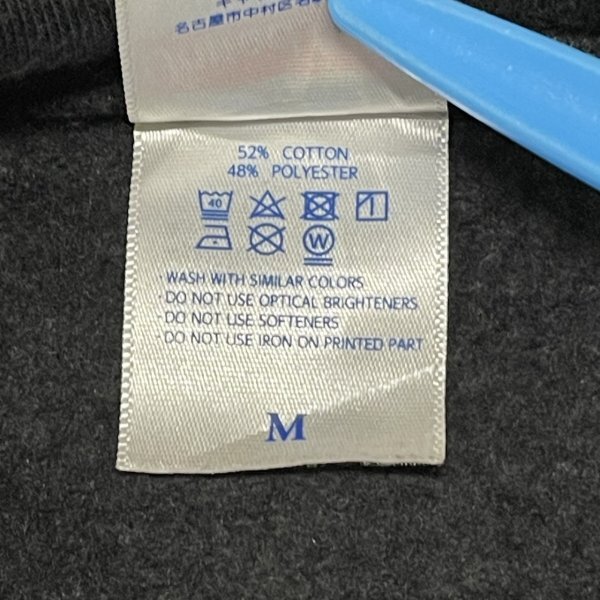 名古屋市中村区名
52% COTTON
48% POLYESTER
40
W
·WASH WITH SIMILAR COLORS
·DO NOT USE OPTICAL BRIGHTENERS
·DO NOT USE SOFTENERS
·DO NOT USE IRON ON PRINTED PART
M